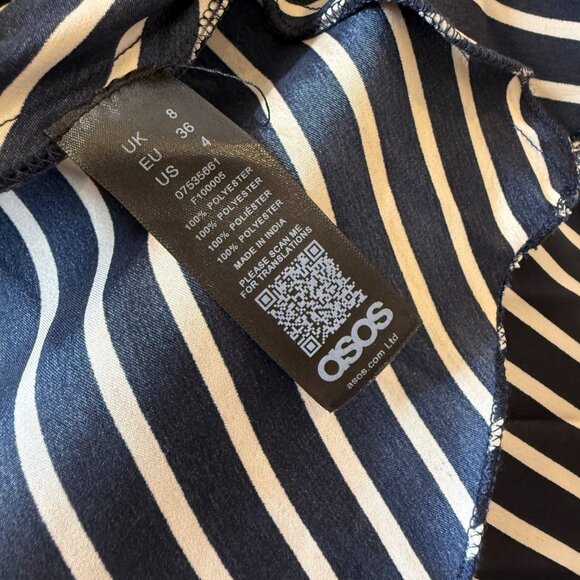 UK 8
EU 36
US 4
07535661
F100005
100% POLYESTER
100% POLYESTER
100% POLIÉSTER
100% POLYESTER
MADE IN INDIA
PLEASE SCAN ME
FOR TRANSLATIONS
asos
asos.com Ltd